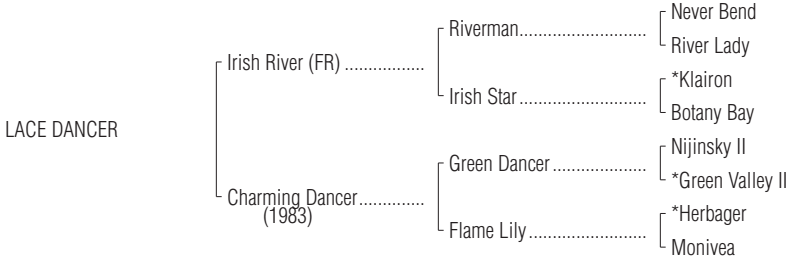 Never Bend
Riverman...........................
River Lady
Irish River (FR) .................
*Klairon
Irish Star...........................
Botany Bay
LACE DANCER
Nijinsky II
Green Dancer ....................
*Green Valley II
Charming Dancer..............
(1983)
*Herbager
Flame Lily.........................
Monivea